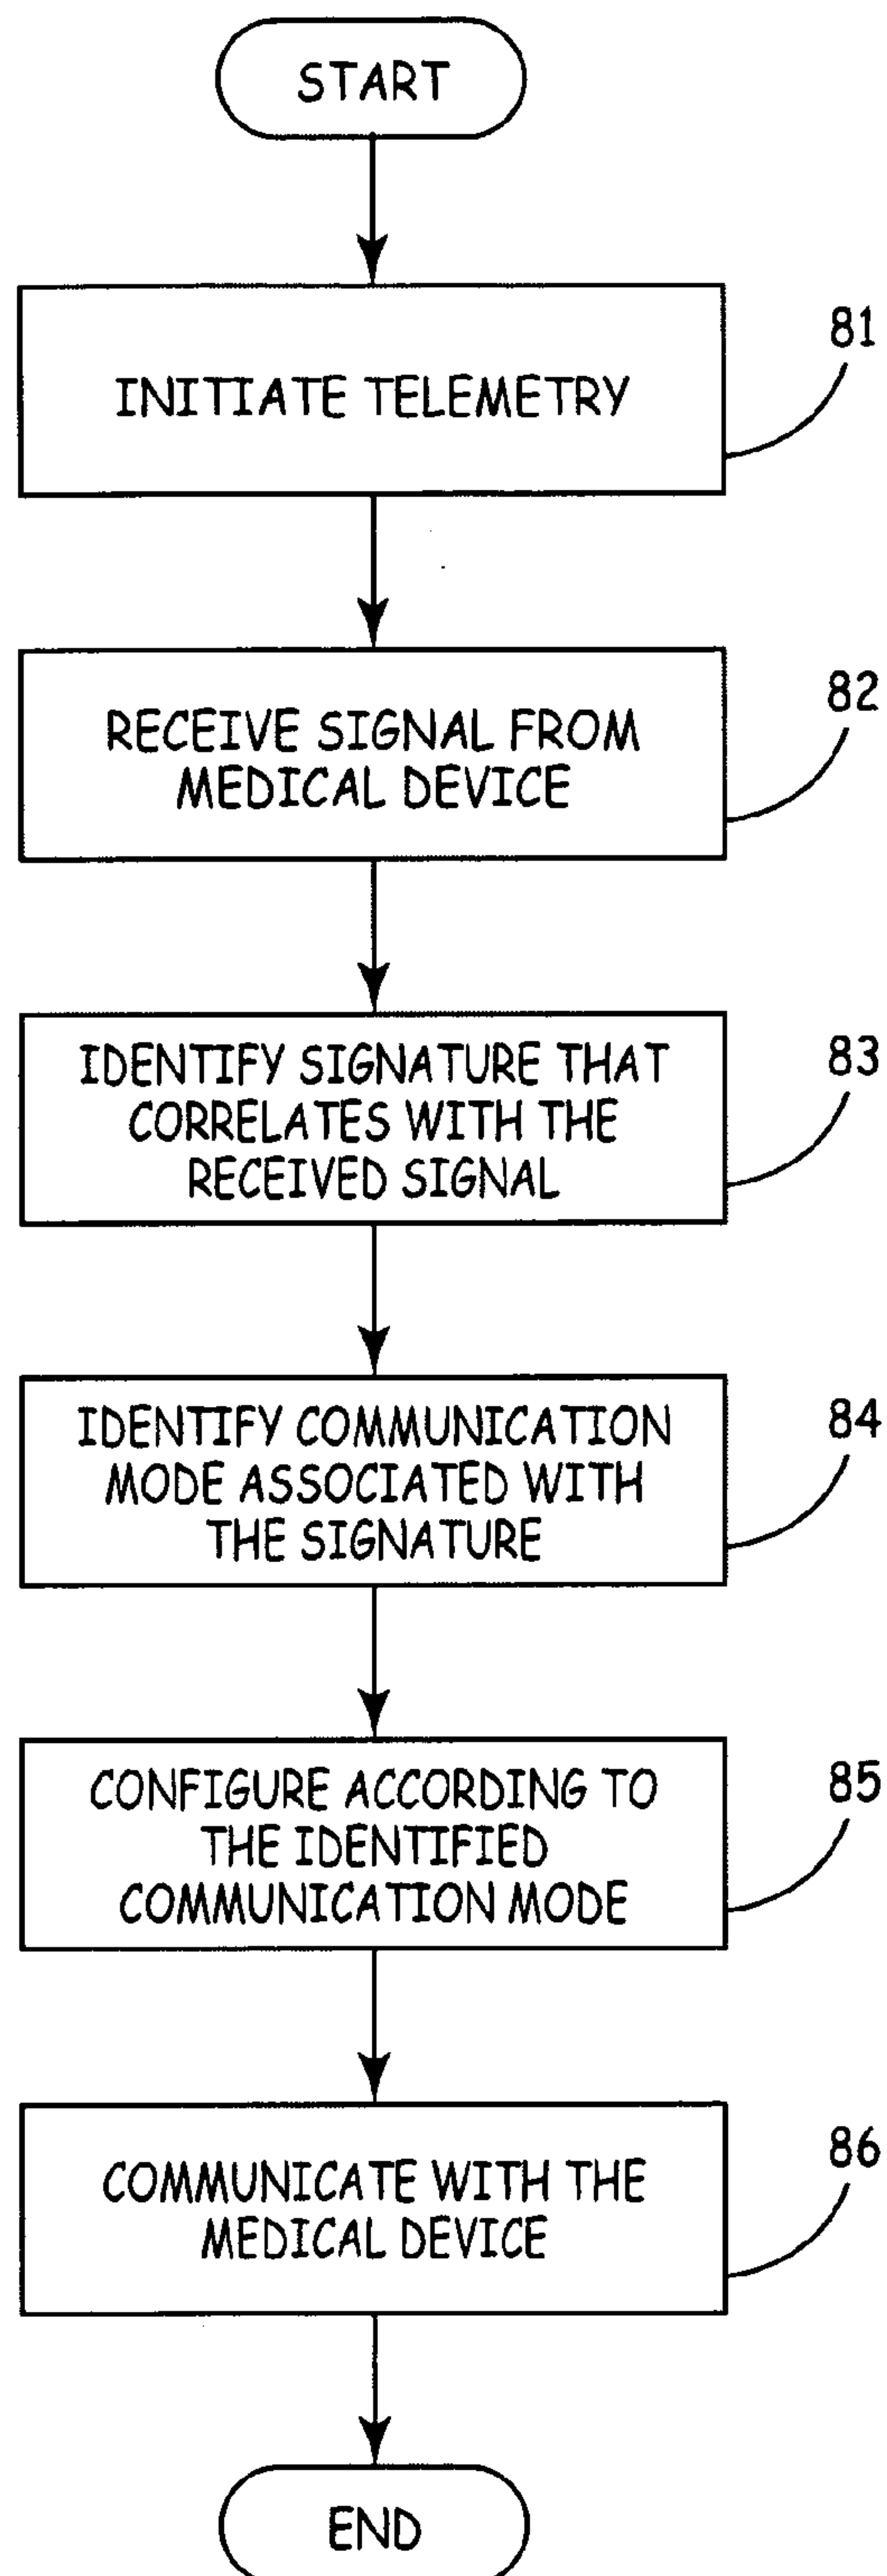 START
INITIATE TELEMETRY
81
RECEIVE SIGNAL FROM
MEDICAL DEVICE
82
IDENTIFY SIGNATURE THAT
CORRELATES WITH THE
RECEIVED SIGNAL
83
IDENTIFY COMMUNICATION
MODE ASSOCIATED WITH
THE SIGNATURE
84
CONFIGURE ACCORDING TO
THE IDENTIFIED
COMMUNICATION MODE
85
COMMUNICATE WITH THE
MEDICAL DEVICE
86
END